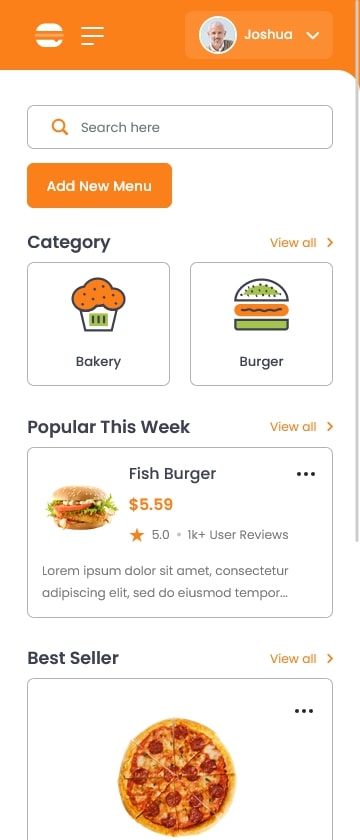 Joshua
Search here
Add New Menu
Category
View all
Bakery
Burger
Popular This Week
View all
Fish Burger
$5.59
5.0 • 1k+ User Reviews
Lorem ipsum dolor sit amet, consectetur
adipiscing elit, sed do eiusmod tempor...
Best Seller
View all